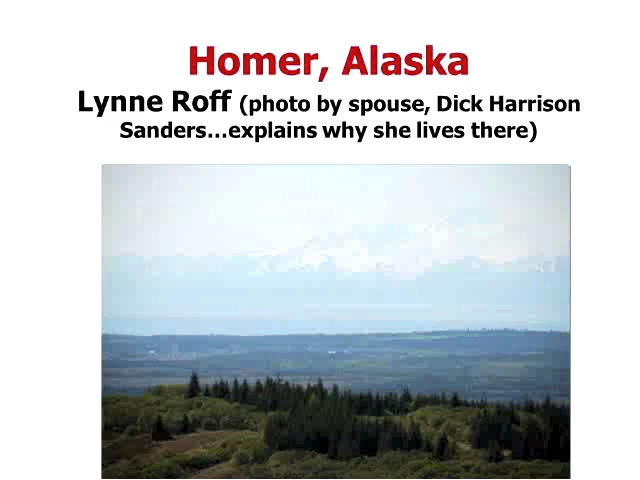 Homer, Alaska
Lynne Roff (photo by spouse, Dick Harrison
Sanders…explains why she lives there)